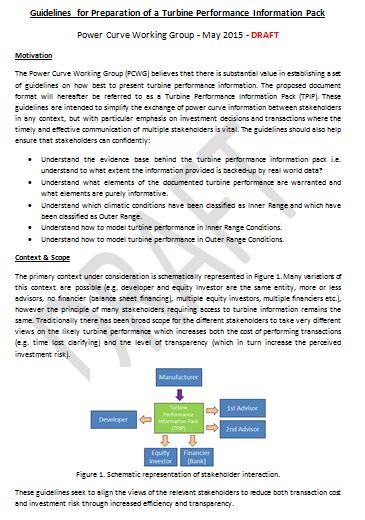 Guidelines for Preparation of a Turbine Performance Information Pack
Power Curve Working Group - May 2015 - DRAFT
Motivation
The Power Curve Working Group (PCWG) believes that there is substantial value in establishing a set
of guidelines on how best to present turbine performance information. The proposed document
format will hereafter be referred to as a Turbine Performance Information Pack (TPIP). These
guidelines are intended to simplify the exchange of power curve information between stakeholders
in any context, but with particular emphasis on investment decisions and transactions where the
timely and effective communication of multiple stakeholders is vital. The guidelines should also help
ensure that stakeholders can confidently:
• Understand the evidence base behind the turbine performance information pack i.e.
understand to what extent the information provided is backed-up by real world data?
• Understand what elements of the documented turbine performance are warranted and
what elements are purely informative.
• Understand which climatic conditions have been classified as Inner Range and which have
been classified as Outer Range.
• Understand how to model turbine performance in Inner Range Conditions.
• Understand how to model turbine performance in Outer Range Conditions.
Context & Scope
The primary context under consideration is schematically represented in Figure 1. Many variations of
this context are possible (e.g. developer and equity investor are the same entity, more or less
advisors, no financier (balance sheet financing), multiple equity investors, multiple financiers etc.),
however the principle of many stakeholders requiring access to turbine information remains the
same. Traditionally there has been broad scope for the different stakeholders to take very different
views on the likely turbine performance which increases both the cost of performing transactions
(e.g. time lost clarifying) and the level of transparency (which in turn increase the perceived
investment risk).
DRAFT
Manufacturer
Turbine
Performance
Information Pack
(TPIP)
1st Advisor
Developer
2nd Advisor
Equity
Investor
Financier
(Bank)
Figure 1. Schematic representation of stakeholder interaction.
These guidelines seek to align the views of the relevant stakeholders to reduce both transaction cost
and investment risk through increased efficiency and transparency.